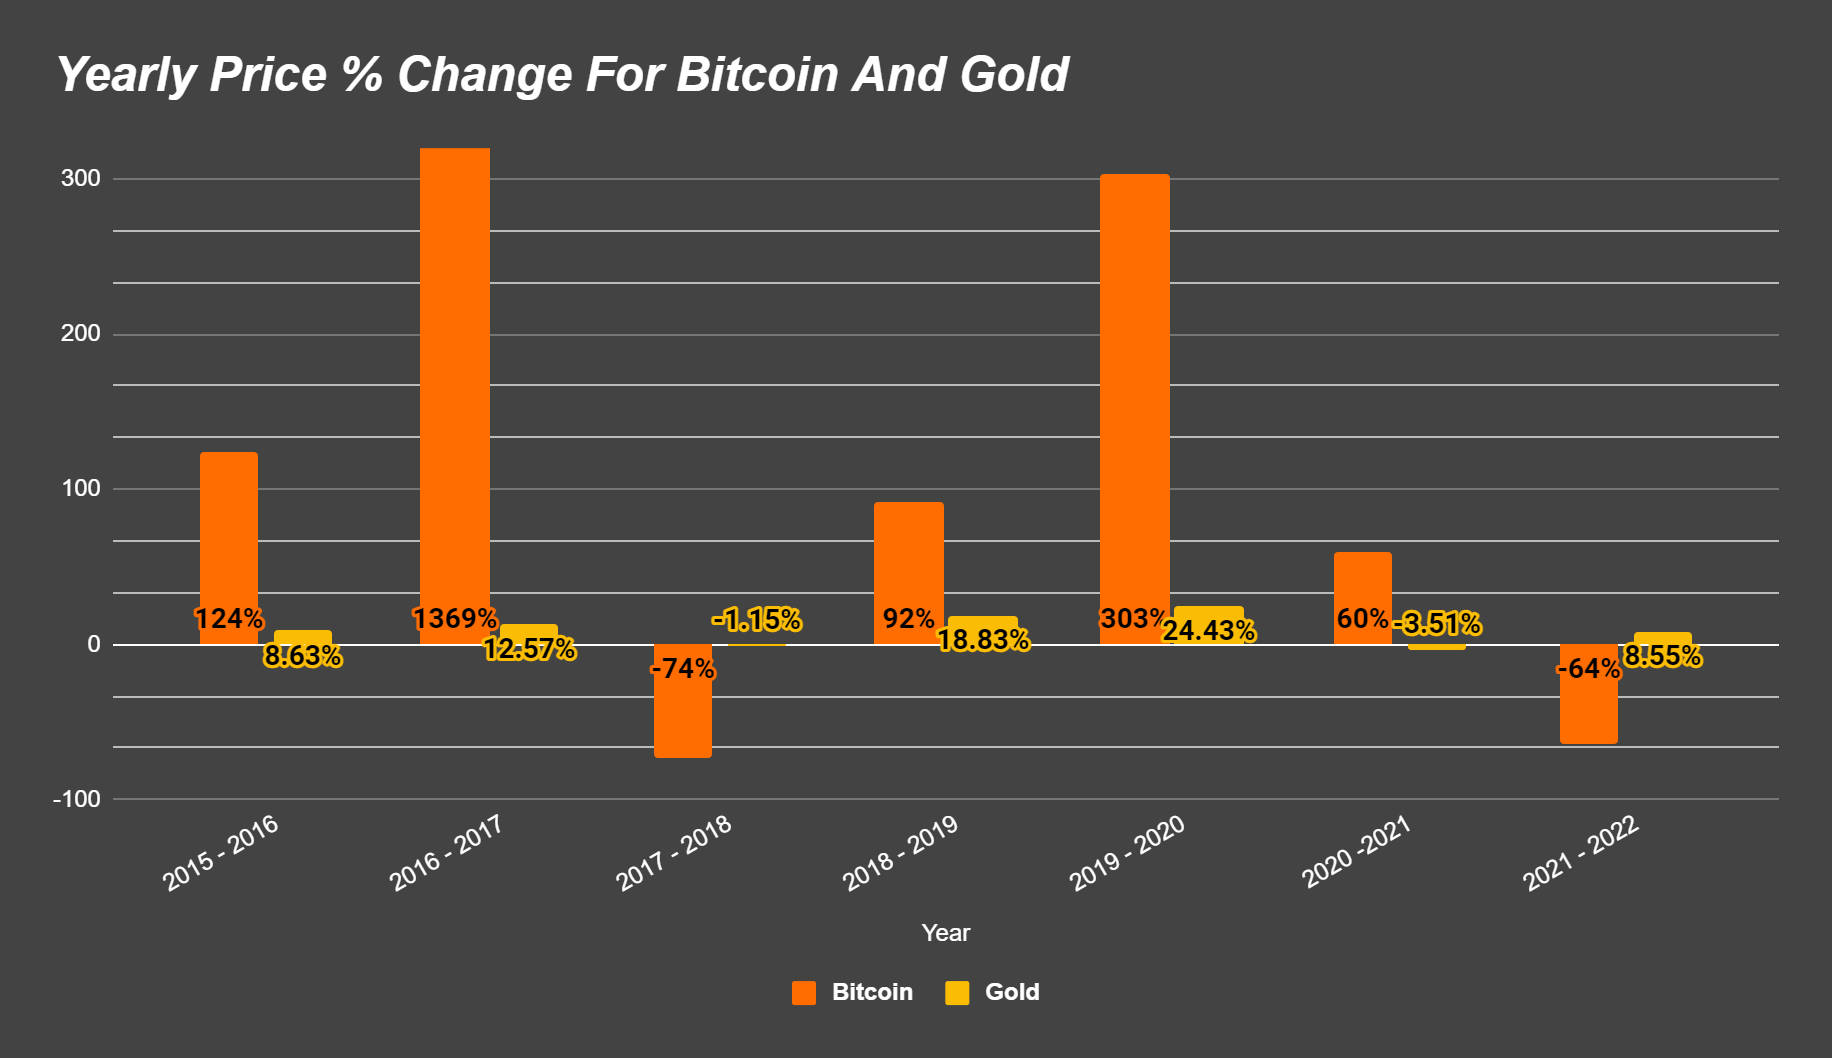 Yearly Price % Change For Bitcoin And Gold
300
200
100
0
-100
124%
8.63%
1369%
12.57%
-74%
-1.15%
92%
18.83%
303%
24.43%
60%
-3.51%
-64%
8.55%
2015 - 2016
2016 - 2017
2017 - 2018
2018 - 2019
2019 - 2020
2020 -2021
2021 - 2022
Year
Bitcoin
Gold